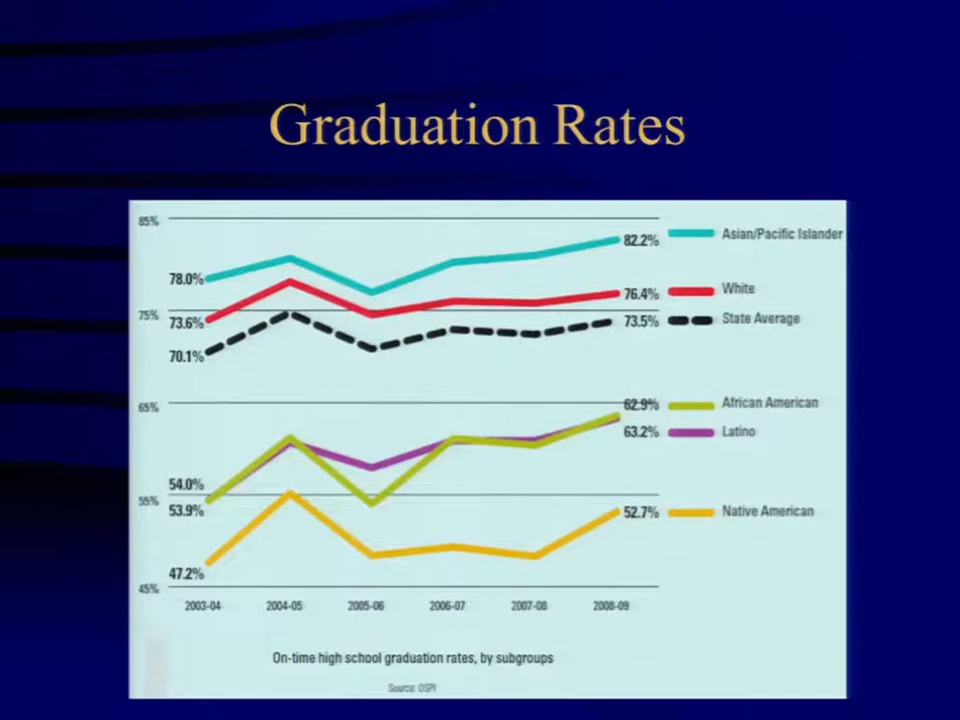 Graduation Rates
85%
82.2%
Asian/Pacific Islander
78.0%
76.4%
White
75%
73.6%
73.5%
State Average
70.1%
65%
62.9%
African American
63.2%
Latino
54.0%
55%
53.9%
52.7%
Native American
47.2%
45%
2003-04 2004-05 2005-06 2006-07 2007-08 2008-09
On-time high school graduation rates, by subgroups
Source: OSPI